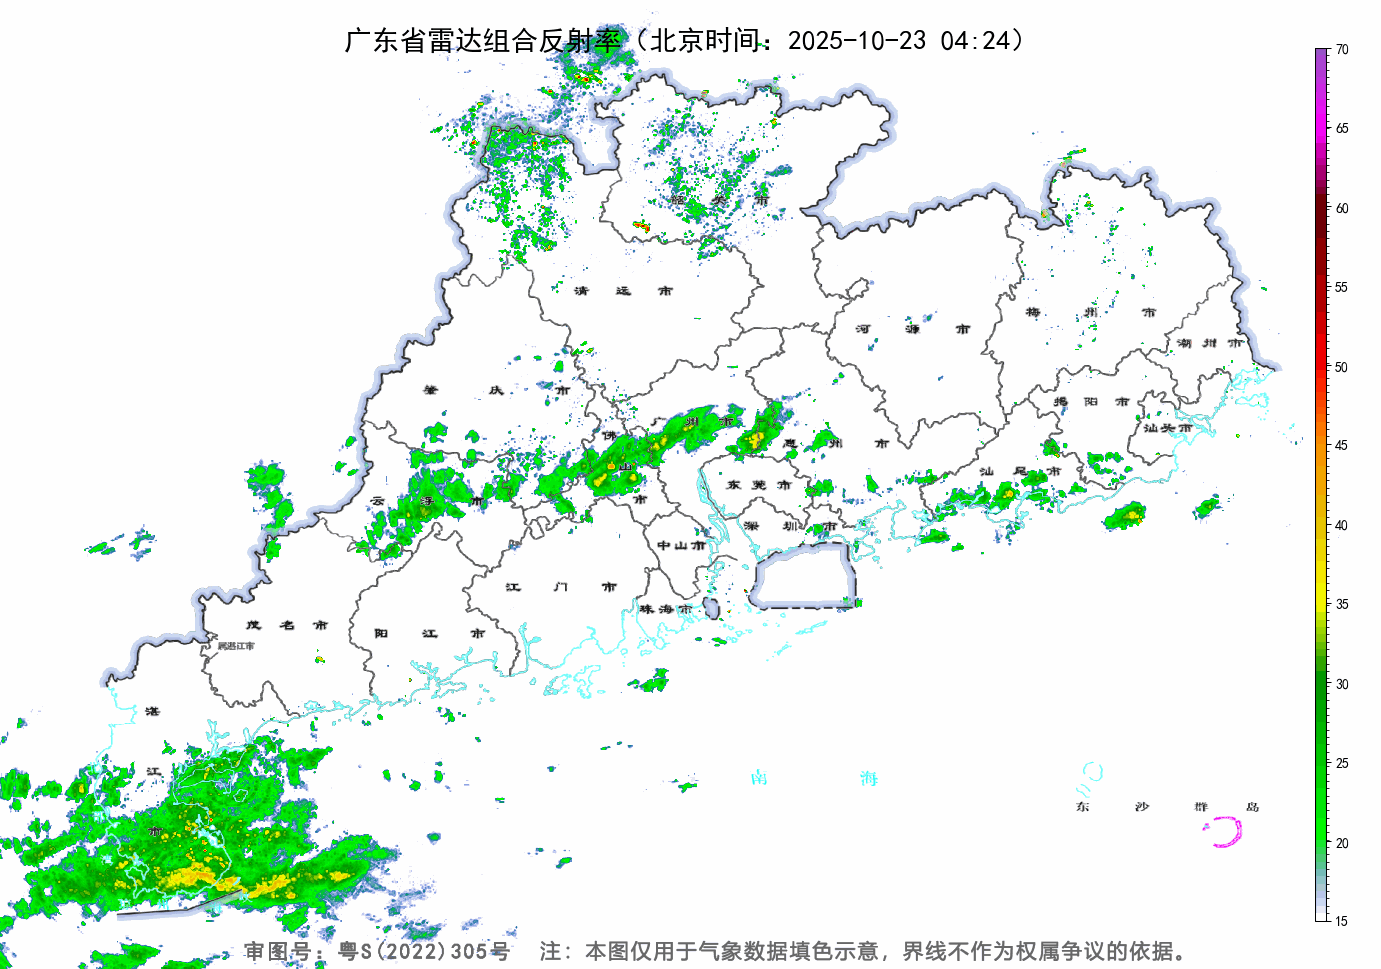 广东省雷达组合反射率（北京时间：2025-10-23 04:24）
70
65
60
55
50
45
40
35
30
25
20
15
韶关市
清远市
河源市
梅州市
潮州市
肇庆市
广州市
佛山市
惠州市
揭阳市
汕头市
汕尾市
云浮市
东莞市
深圳市
中山市
江门市
珠海市
茂名市
属湛江市
阳江市
湛江市
南海
东沙群岛
审图号：粤S(2022)305号 注：本图仅用于气象数据填色示意，界线不作为权属争议的依据。